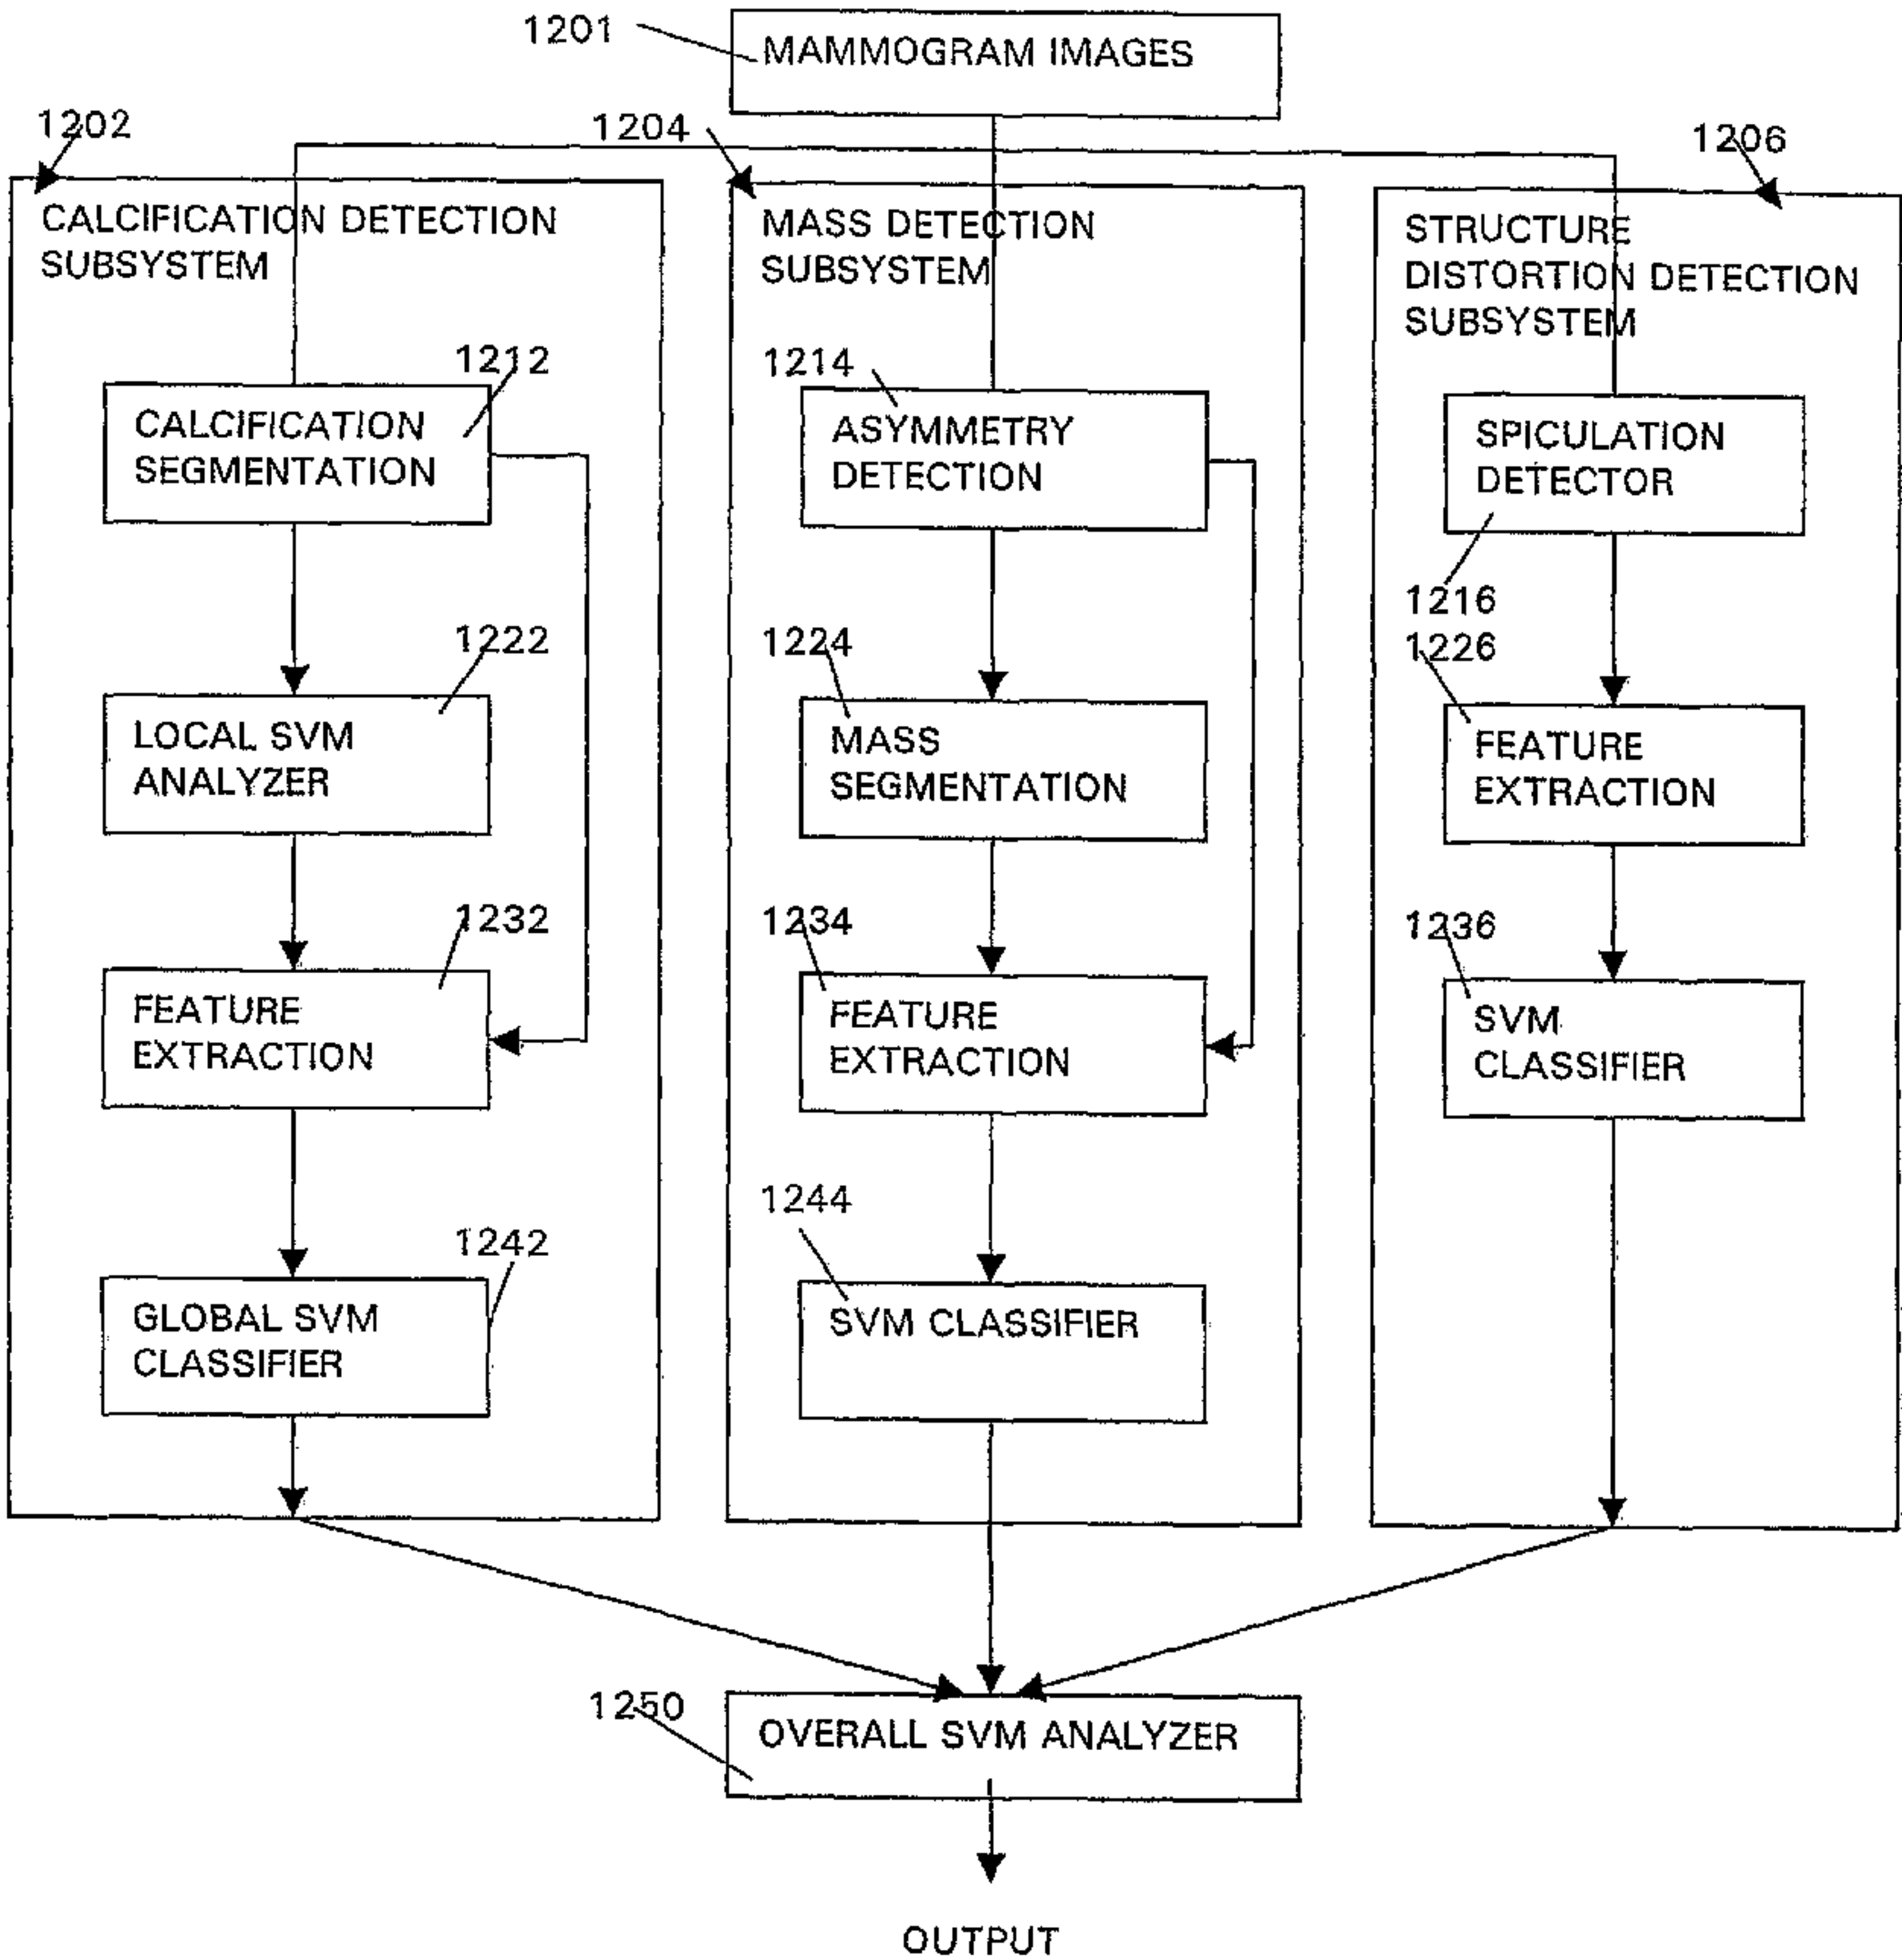 1201
MAMMOGRAM IMAGES
1202
CALCIFICATION DETECTION
SUBSYSTEM
1212
CALCIFICATION
SEGMENTATION
1222
LOCAL SVM
ANALYZER
1232
FEATURE
EXTRACTION
1242
GLOBAL SVM
CLASSIFIER
1204
MASS DETECTION
SUBSYSTEM
1214
ASYMMETRY
DETECTION
1224
MASS
SEGMENTATION
1234
FEATURE
EXTRACTION
1244
SVM CLASSIFIER
1206
STRUCTURE
DISTORTION DETECTION
SUBSYSTEM
SPICULATION
DETECTOR
1216
1226
FEATURE
EXTRACTION
1236
SVM
CLASSIFIER
1250
OVERALL SVM ANALYZER
OUTPUT